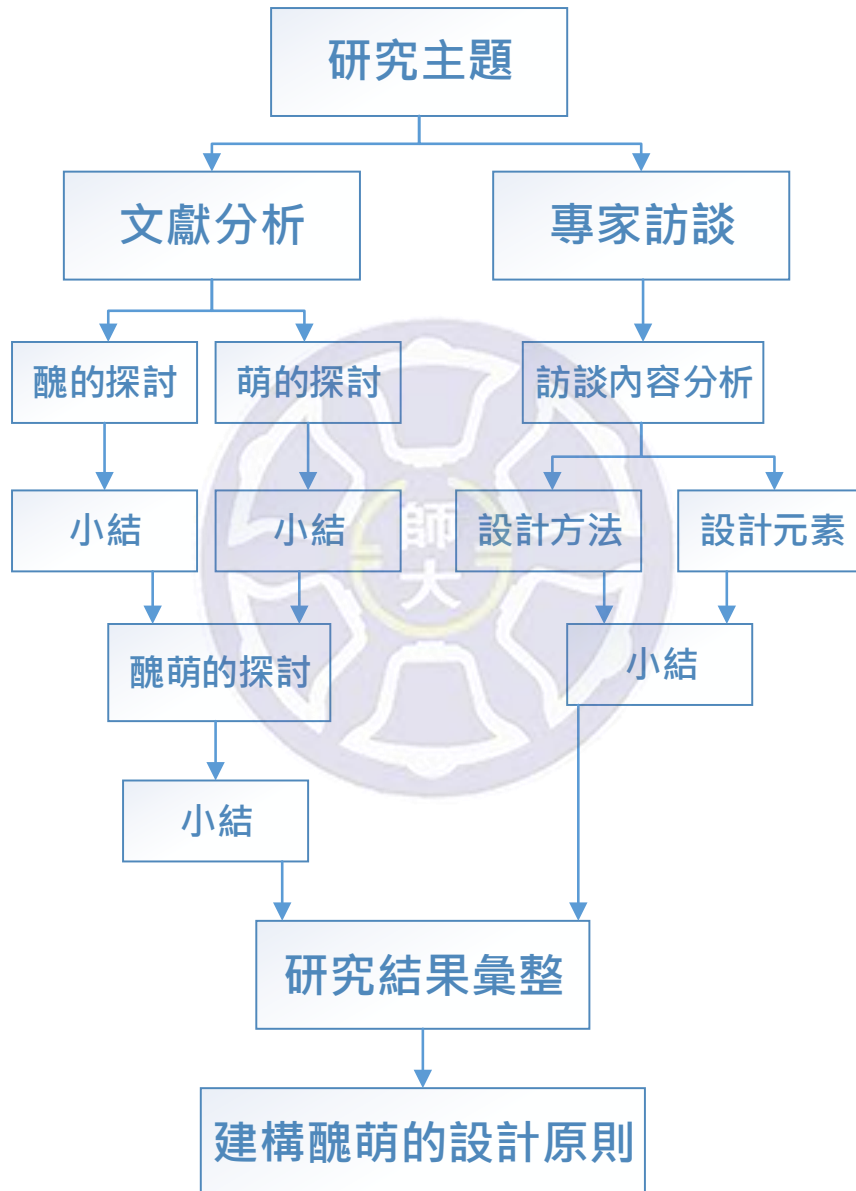 研究主題
文獻分析
專家訪談
醜的探討
萌的探討
訪談內容分析
小結
小結
設計方法
設計元素
師
大
醜萌的探討
小結
小結
研究結果彙整
建構醜萌的設計原則